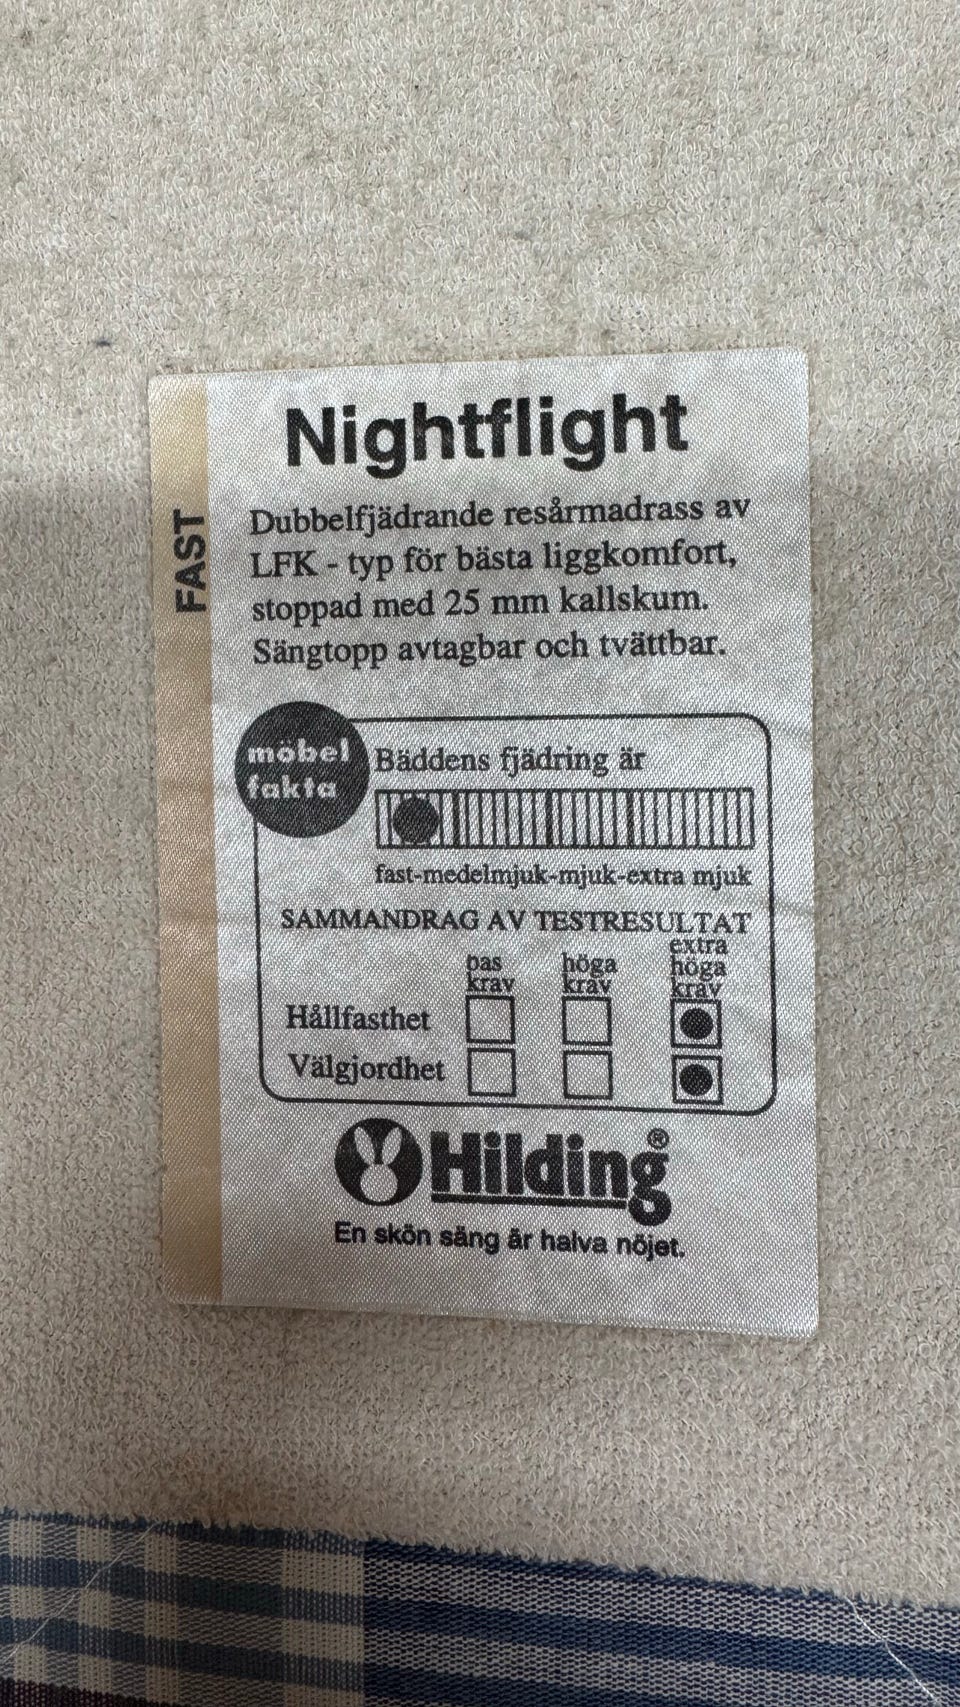 Nightflight
FAST
Dubbelfjädrande resårmadrass av
LFK - typ för bästa liggkomfort,
stoppad med 25 mm kallskum.
Sängtopp avtagbar och tvättbar.
möbel
fakta
Bäddens fjädring är
fast-medelmjuk-mjuk-extra mjuk
SAMMANDRAG AV TESTRESULTAT
bas krav
höga krav
extra höga krav
Hållfasthet
Välgjordhet
Hilding®
En skön säng är halva nöjet.